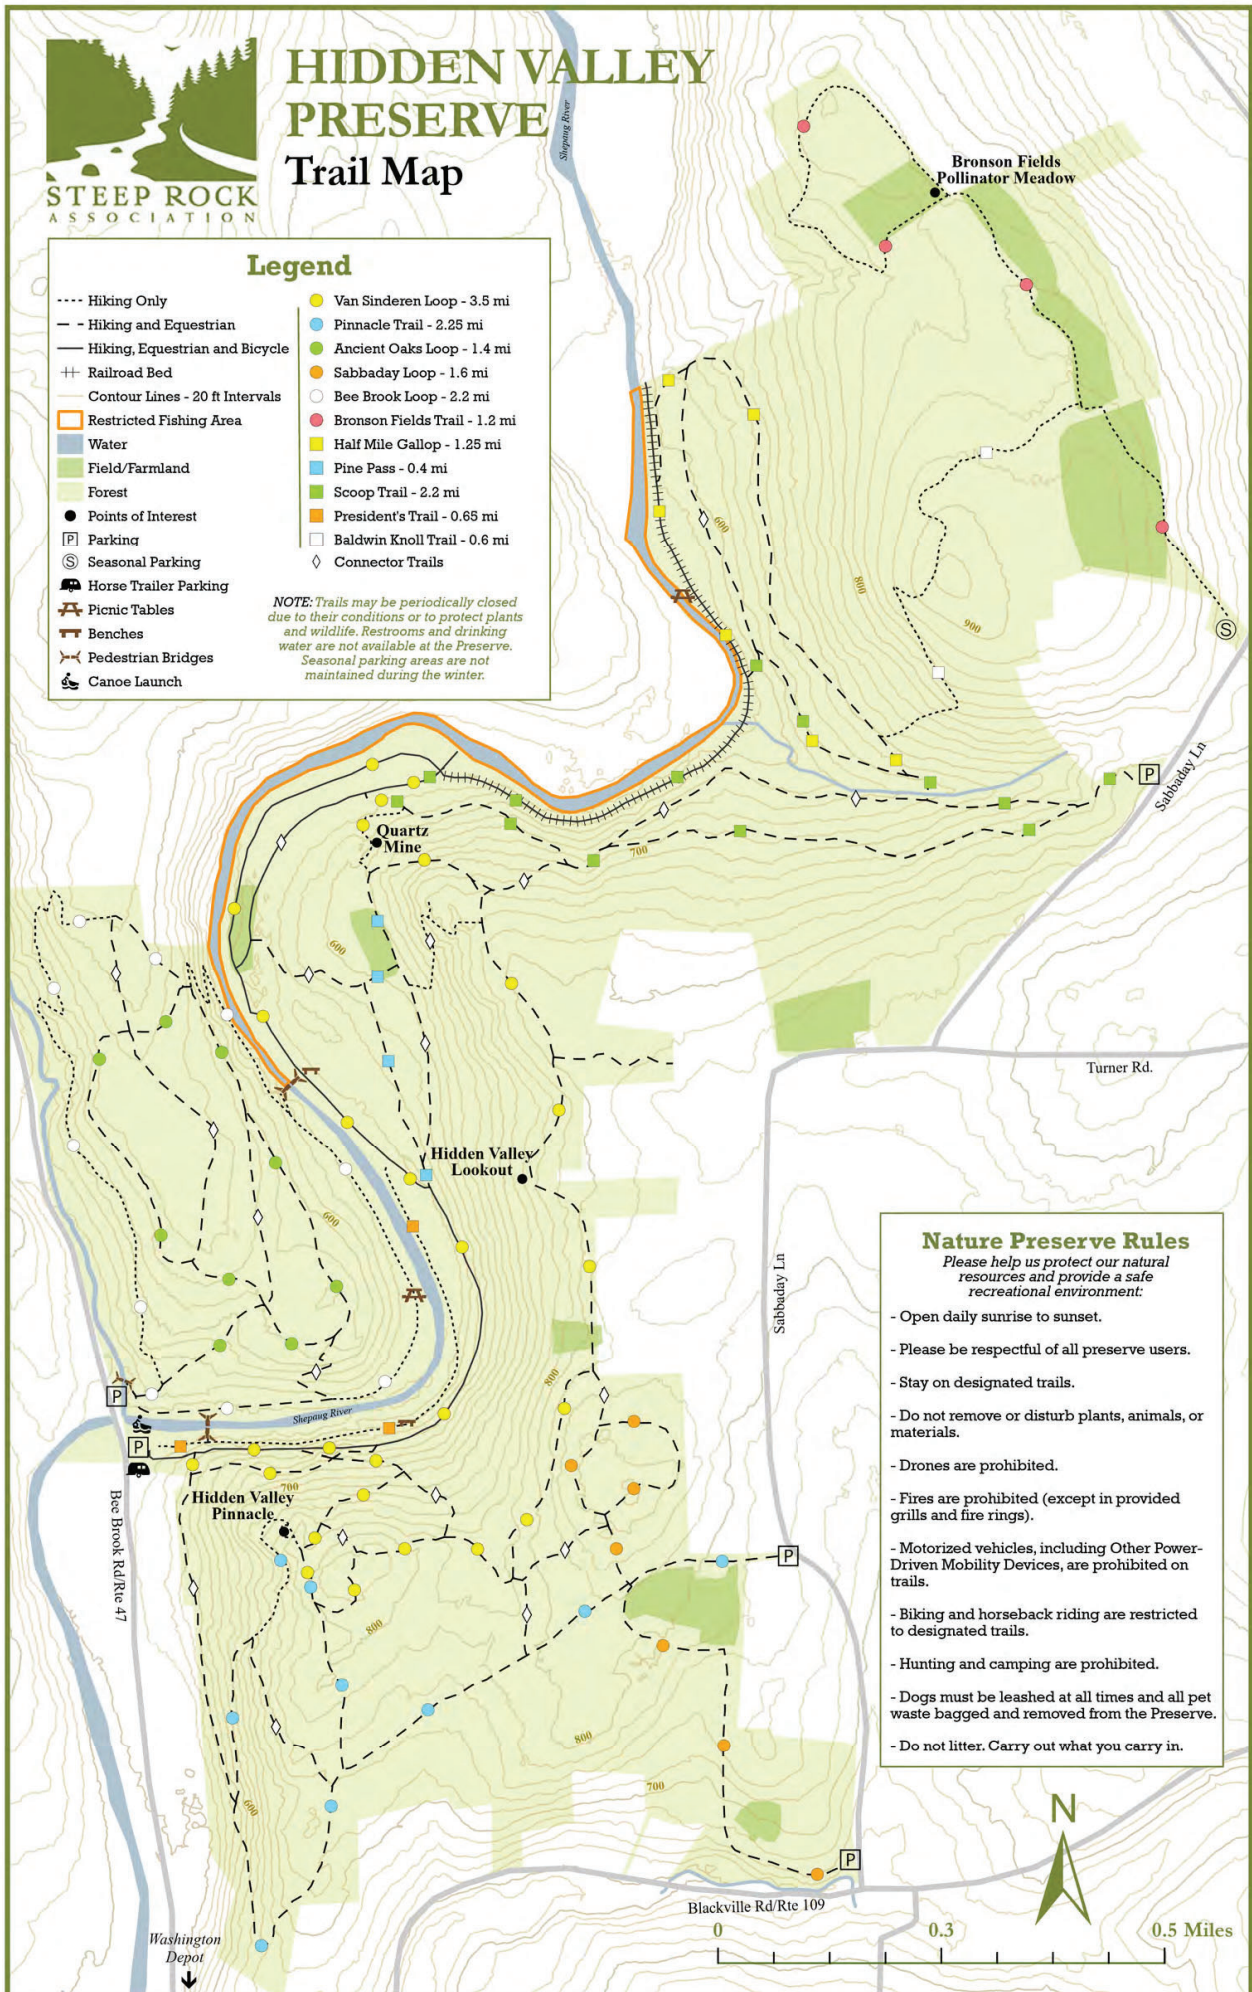 HIDDEN VALLEY
PRESERVE
Trail Map
STEEP ROCK
ASSOCIATION
Shepaug River
Bronson Fields
Pollinator Meadow
Legend
Hiking Only
Hiking and Equestrian
Hiking, Equestrian and Bicycle
Railroad Bed
Contour Lines - 20 ft Intervals
Restricted Fishing Area
Water
Field/Farmland
Forest
Points of Interest
P Parking
S Seasonal Parking
Horse Trailer Parking
Picnic Tables
Benches
Pedestrian Bridges
Canoe Launch
Van Sinderen Loop - 3.5 mi
Pinnacle Trail - 2.25 mi
Ancient Oaks Loop - 1.4 mi
Sabbaday Loop - 1.6 mi
Bee Brook Loop - 2.2 mi
Bronson Fields Trail - 1.2 mi
Half Mile Gallop - 1.25 mi
Pine Pass - 0.4 mi
Scoop Trail - 2.2 mi
President's Trail - 0.65 mi
Baldwin Knoll Trail - 0.6 mi
Connector Trails
NOTE: Trails may be periodically closed
due to their conditions or to protect plants
and wildlife. Restrooms and drinking
water are not available at the Preserve.
Seasonal parking areas are not
maintained during the winter.
600
800
900
S
P
Sabbaday Ln
Quartz
Mine
700
600
Turner Rd.
Hidden Valley
Lookout
600
Sabbaday Ln
800
P
Shepaug River
P
700
Hidden Valley
Pinnacle
Bee Brook Rd/Rte 47
P
800
800
700
600
P
Blackville Rd/Rte 109
Washington
Depot
Nature Preserve Rules
Please help us protect our natural
resources and provide a safe
recreational environment:
- Open daily sunrise to sunset.
- Please be respectful of all preserve users.
- Stay on designated trails.
- Do not remove or disturb plants, animals, or
materials.
- Drones are prohibited.
- Fires are prohibited (except in provided
grills and fire rings).
- Motorized vehicles, including Other Power-
Driven Mobility Devices, are prohibited on
trails.
- Biking and horseback riding are restricted
to designated trails.
- Hunting and camping are prohibited.
- Dogs must be leashed at all times and all pet
waste bagged and removed from the Preserve.
- Do not litter. Carry out what you carry in.
N
0 0.3 0.5 Miles